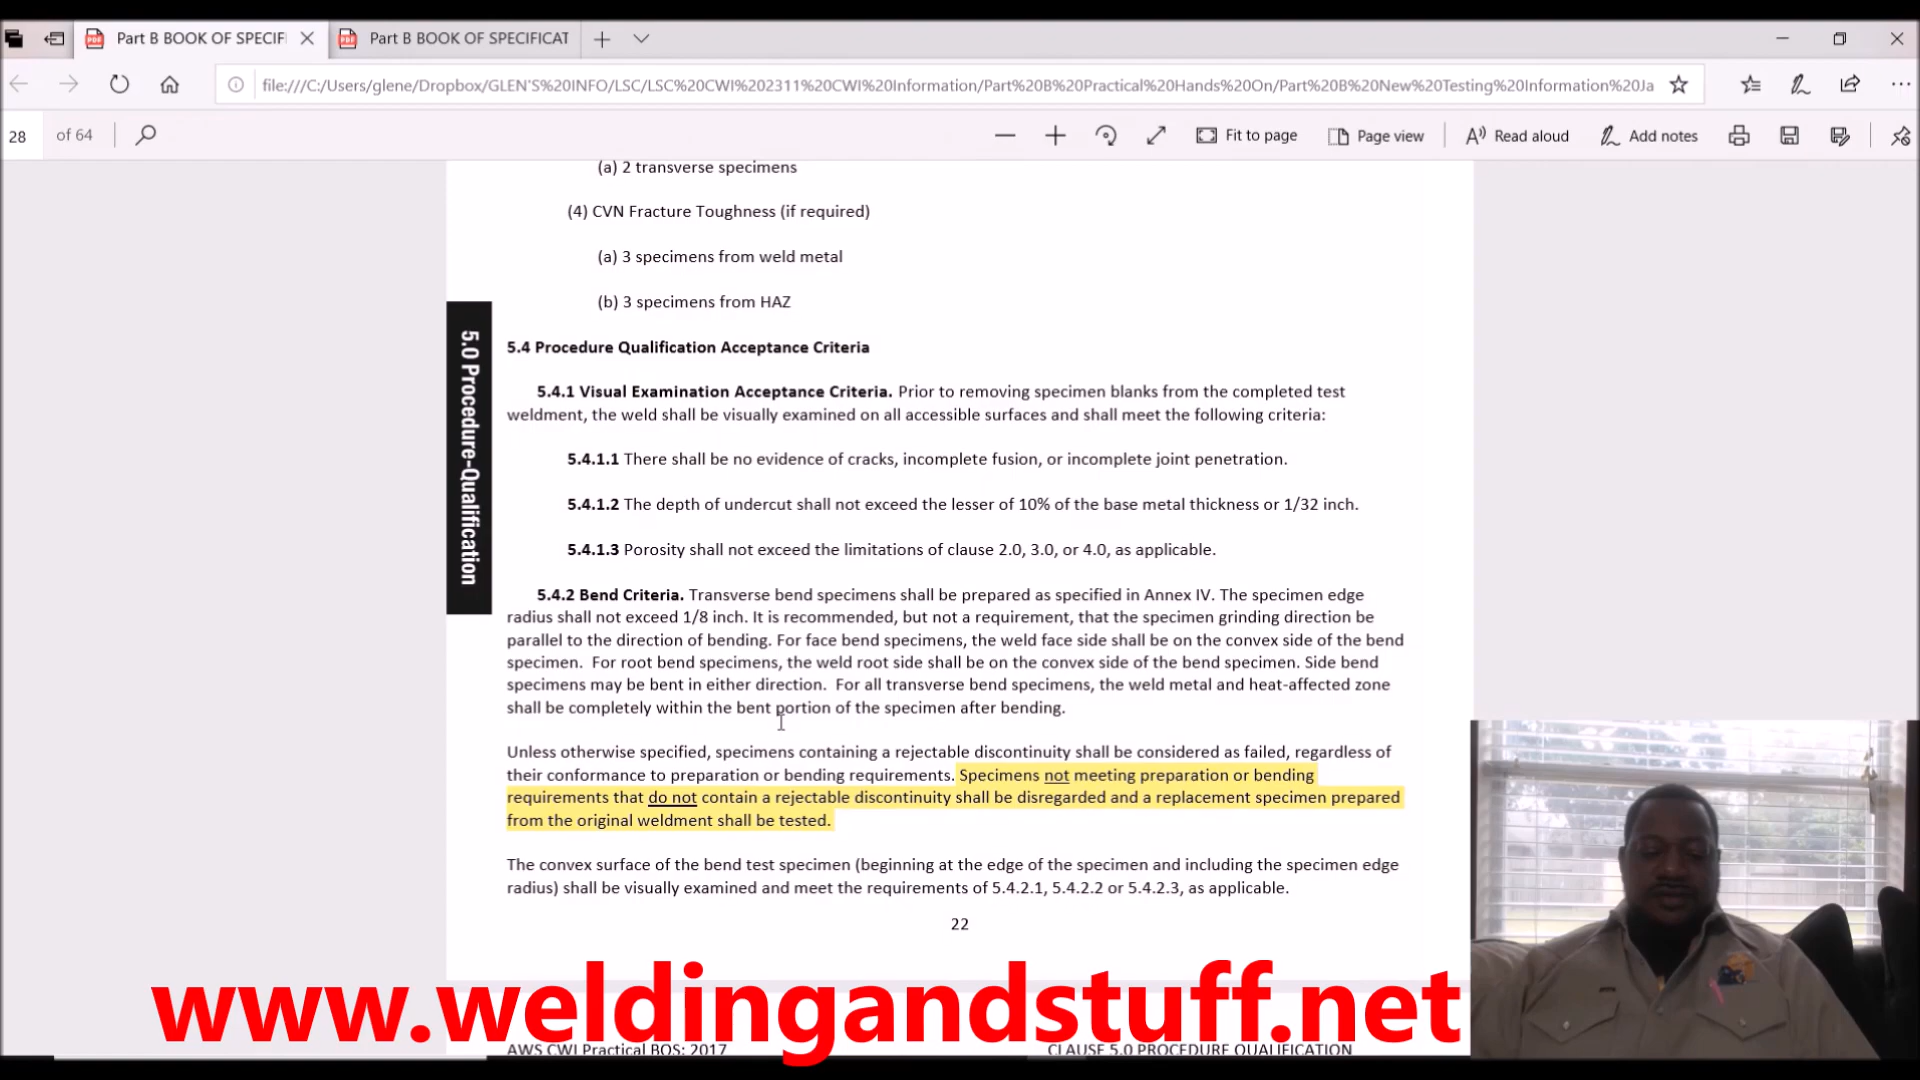 Part B BOOK OF SPECIFI
Part B BOOK OF SPECIFICAT
file:///C:/Users/glene/Dropbox/GLEN'S%20INFO/LSC/LSC%20CWI%202311%20CWI%20Information/Part%20B%20Practical%20Hands%20On/Part%20B%20New%20Testing%20Information%20Ja
28 of 64
Fit to page
Page view
Read aloud
Add notes
(a) 2 transverse specimens
(4) CVN Fracture Toughness (if required)
(a) 3 specimens from weld metal
(b) 3 specimens from HAZ
5.0 Procedure-Qualification
5.4 Procedure Qualification Acceptance Criteria
5.4.1 Visual Examination Acceptance Criteria. Prior to removing specimen blanks from the completed test
weldment, the weld shall be visually examined on all accessible surfaces and shall meet the following criteria:
5.4.1.1 There shall be no evidence of cracks, incomplete fusion, or incomplete joint penetration.
5.4.1.2 The depth of undercut shall not exceed the lesser of 10% of the base metal thickness or 1/32 inch.
5.4.1.3 Porosity shall not exceed the limitations of clause 2.0, 3.0, or 4.0, as applicable.
5.4.2 Bend Criteria. Transverse bend specimens shall be prepared as specified in Annex IV. The specimen edge
radius shall not exceed 1/8 inch. It is recommended, but not a requirement, that the specimen grinding direction be
parallel to the direction of bending. For face bend specimens, the weld face side shall be on the convex side of the bend
specimen. For root bend specimens, the weld root side shall be on the convex side of the bend specimen. Side bend
specimens may be bent in either direction. For all transverse bend specimens, the weld metal and heat-affected zone
shall be completely within the bent portion of the specimen after bending.
Unless otherwise specified, specimens containing a rejectable discontinuity shall be considered as failed, regardless of
their conformance to preparation or bending requirements. Specimens not meeting preparation or bending
requirements that do not contain a rejectable discontinuity shall be disregarded and a replacement specimen prepared
from the original weldment shall be tested.
The convex surface of the bend test specimen (beginning at the edge of the specimen and including the specimen edge
radius) shall be visually examined and meet the requirements of 5.4.2.1, 5.4.2.2 or 5.4.2.3, as applicable.
22
www.weldingandstuff.net
AWS CWI Practical BOS: 2017
CLAUSE 5.0 PROCEDURE QUALIFICATION